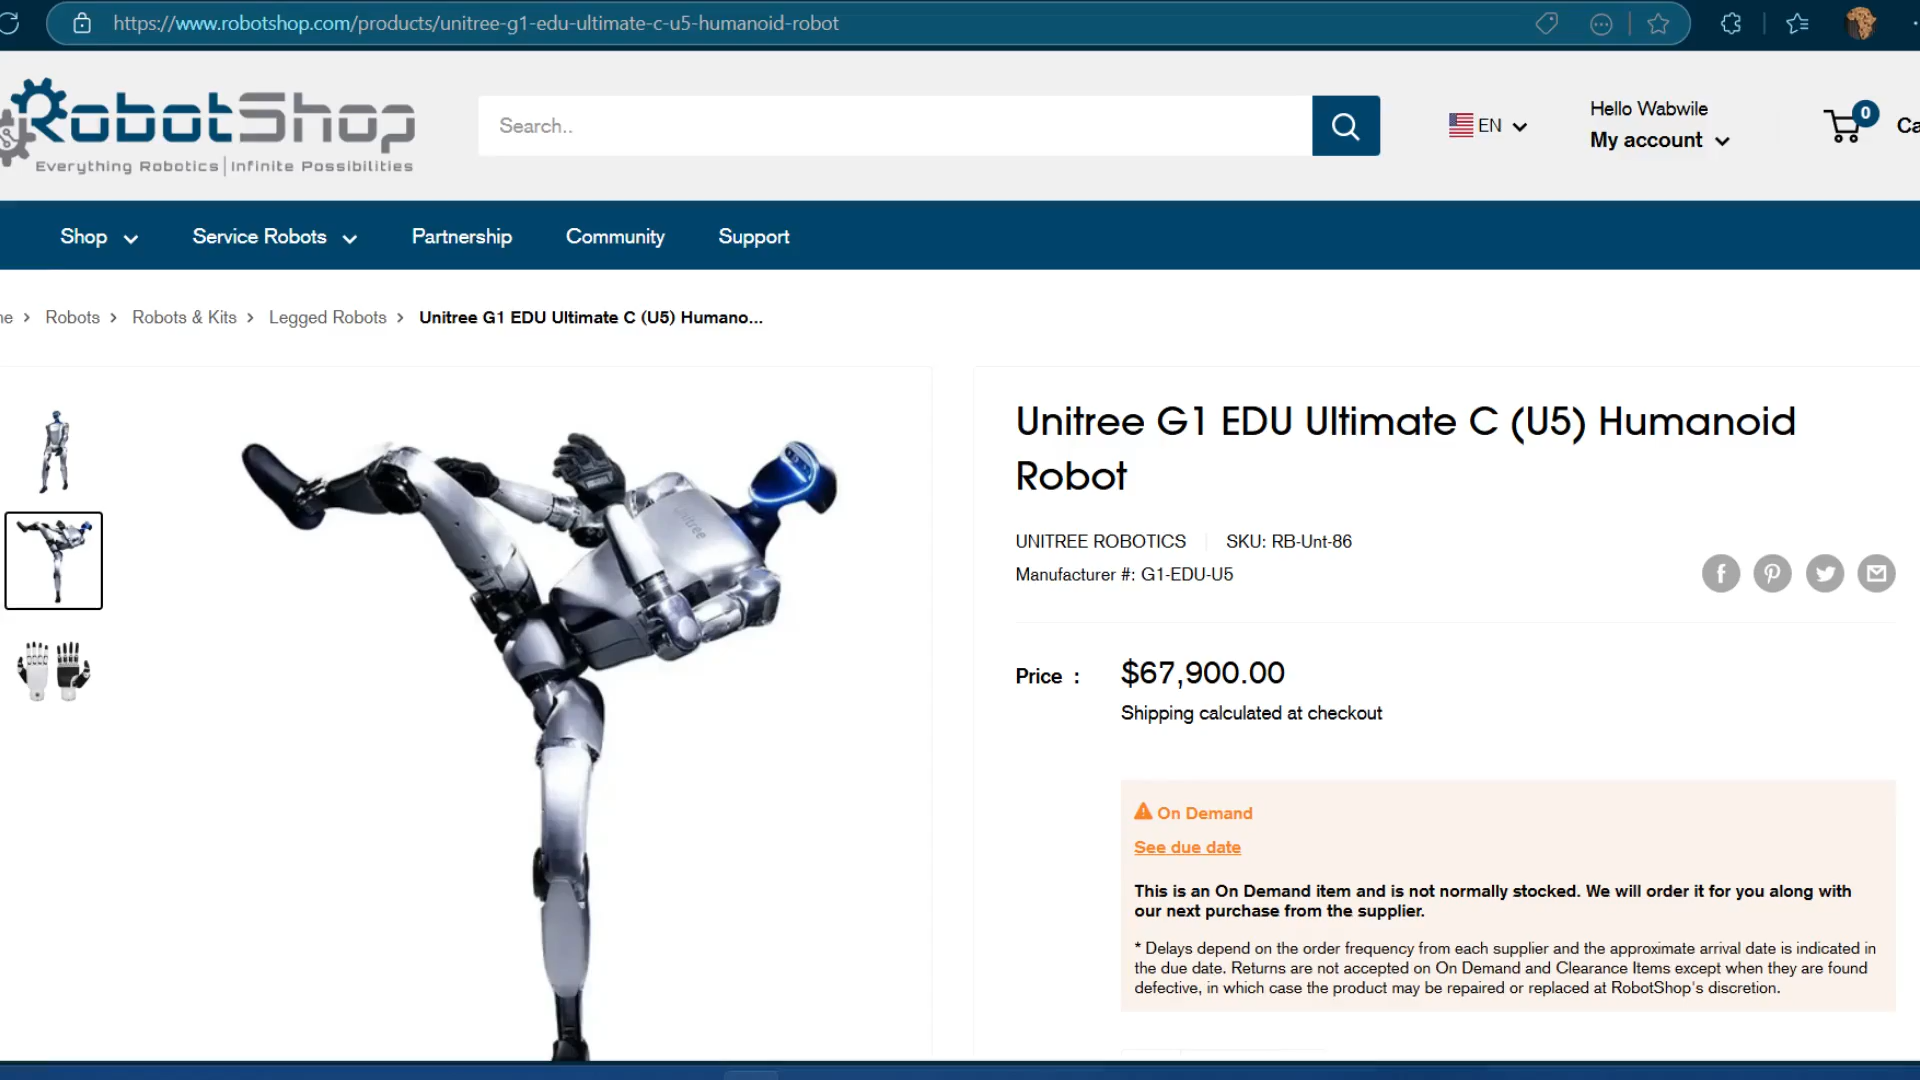 https://www.robotshop.com/products/unitree-g1-edu-ultimate-c-u5-humanoid-robot
RobotShop
Everything Robotics | Infinite Possibilities
Search..
EN
Hello Wabwile
My account
0
Shop
Service Robots
Partnership
Community
Support
Robots > Robots & Kits > Legged Robots > Unitree G1 EDU Ultimate C (U5) Humano...
unitree
Unitree G1 EDU Ultimate C (U5) Humanoid
Robot
UNITREE ROBOTICS SKU: RB-Unt-86
Manufacturer #: G1-EDU-U5
Price : $67,900.00
Shipping calculated at checkout
On Demand
See due date
This is an On Demand item and is not normally stocked. We will order it for you along with
our next purchase from the supplier.
* Delays depend on the order frequency from each supplier and the approximate arrival date is indicated in
the due date. Returns are not accepted on On Demand and Clearance Items except when they are found
defective, in which case the product may be repaired or replaced at RobotShop's discretion.